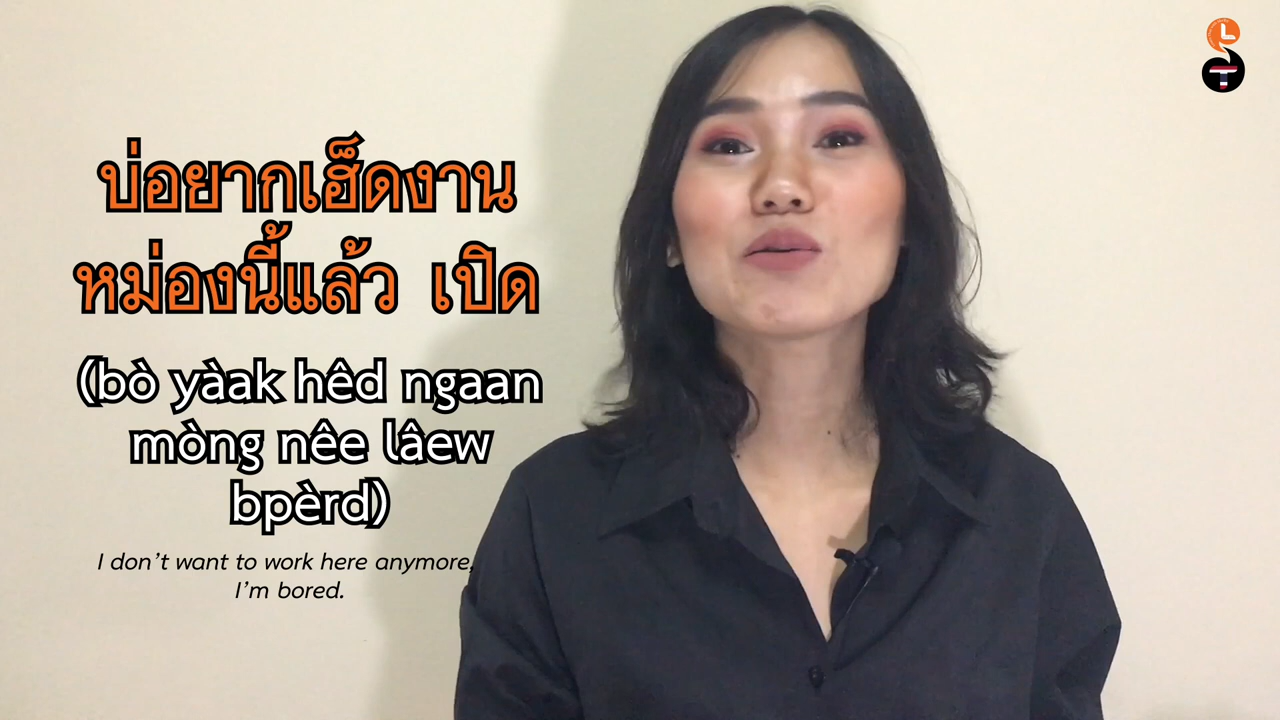 บ่อยากเฮ็ดงาน
หม่องนี้แล้ว เปิด
(bò yàak hêd ngaan
mòng nêe lâew
bpèrd)
I don't want to work here anymore,
I'm bored.
L
T